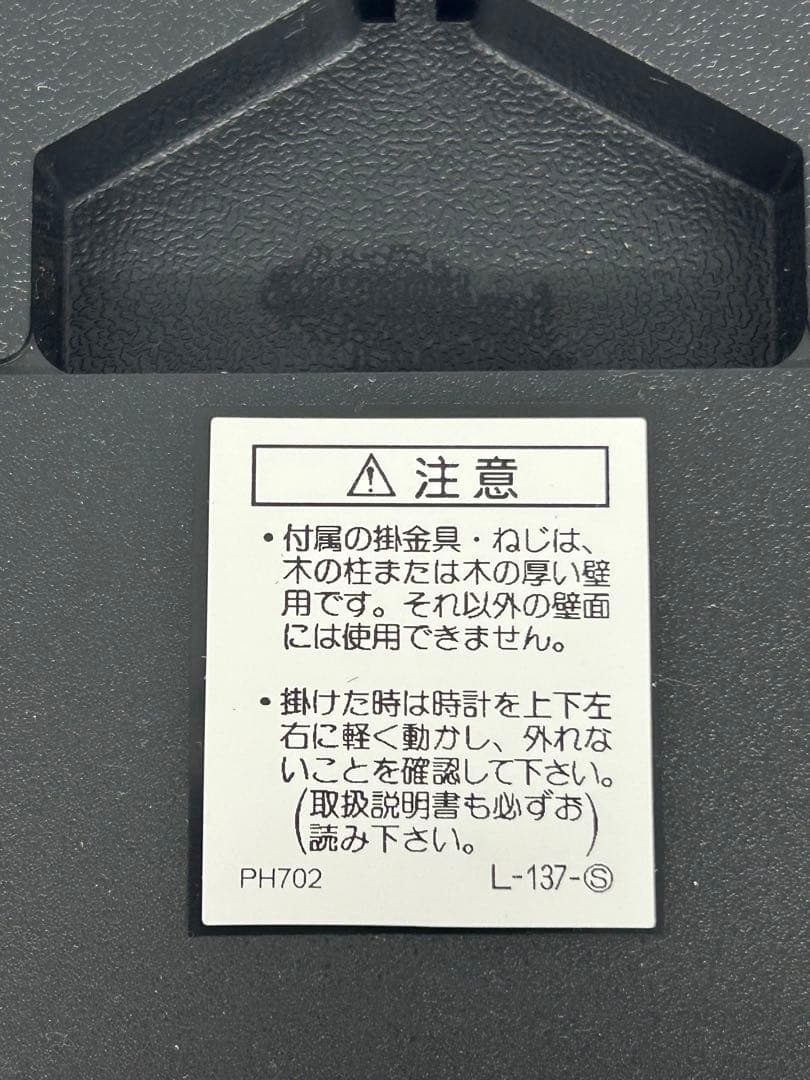 ⚠ 注意
・付属の掛金具・ねじは、
木の柱または木の厚い壁
用です。それ以外の壁面
には使用できません。
・掛けた時は時計を上下左
右に軽く動かし、外れな
いことを確認して下さい。
(取扱説明書も必ずお
読み下さい。)
PH702 L-137-Ⓢ